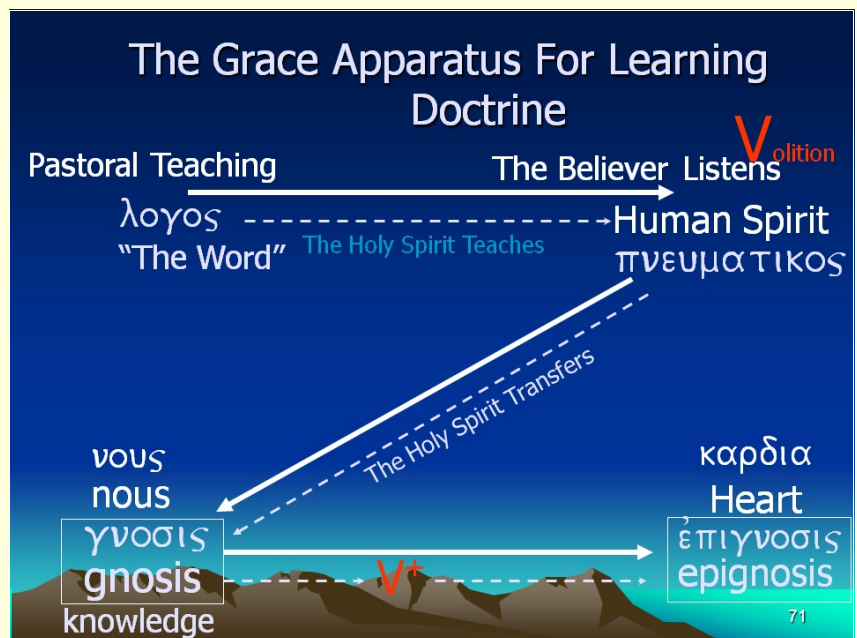 The Grace Apparatus For Learning
Doctrine
Volition
Pastoral Teaching
The Believer Listens
λογος
Human Spirit
“The Word”
The Holy Spirit Teaches
πνευματικος
The Holy Spirit Transfers
νους
καρδια
nous
Heart
γνοσις
ἐπιγνοσις
gnosis
V+
epignosis
knowledge
71